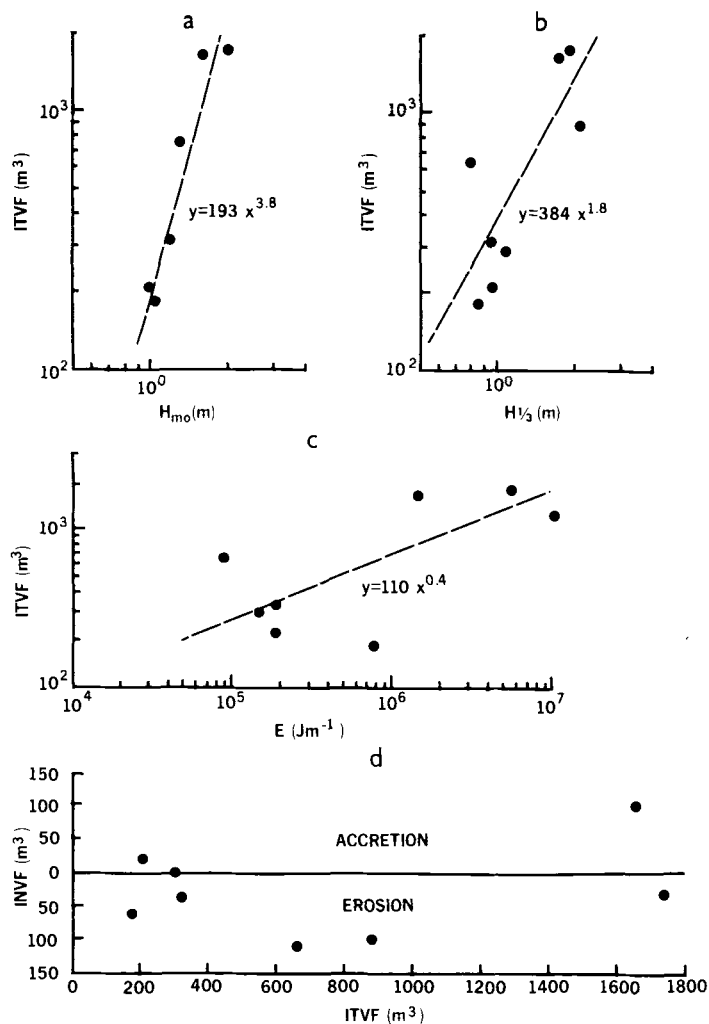 a
ITVF (m³)
10³
10²
10⁰
Hmo(m)
y=193 x^3.8
b
ITVF (m³)
10³
10²
10⁰
H⅓ (m)
y=384 x^1.8
c
ITVF (m³)
10³
10²
10⁴ 10⁵ 10⁶ 10⁷
E (Jm⁻¹)
y=110 x^0.4
d
INVF (m³)
150
100
50
0
50
100
150
ACCRETION
EROSION
0 200 400 600 800 1000 1200 1400 1600 1800
ITVF (m³)